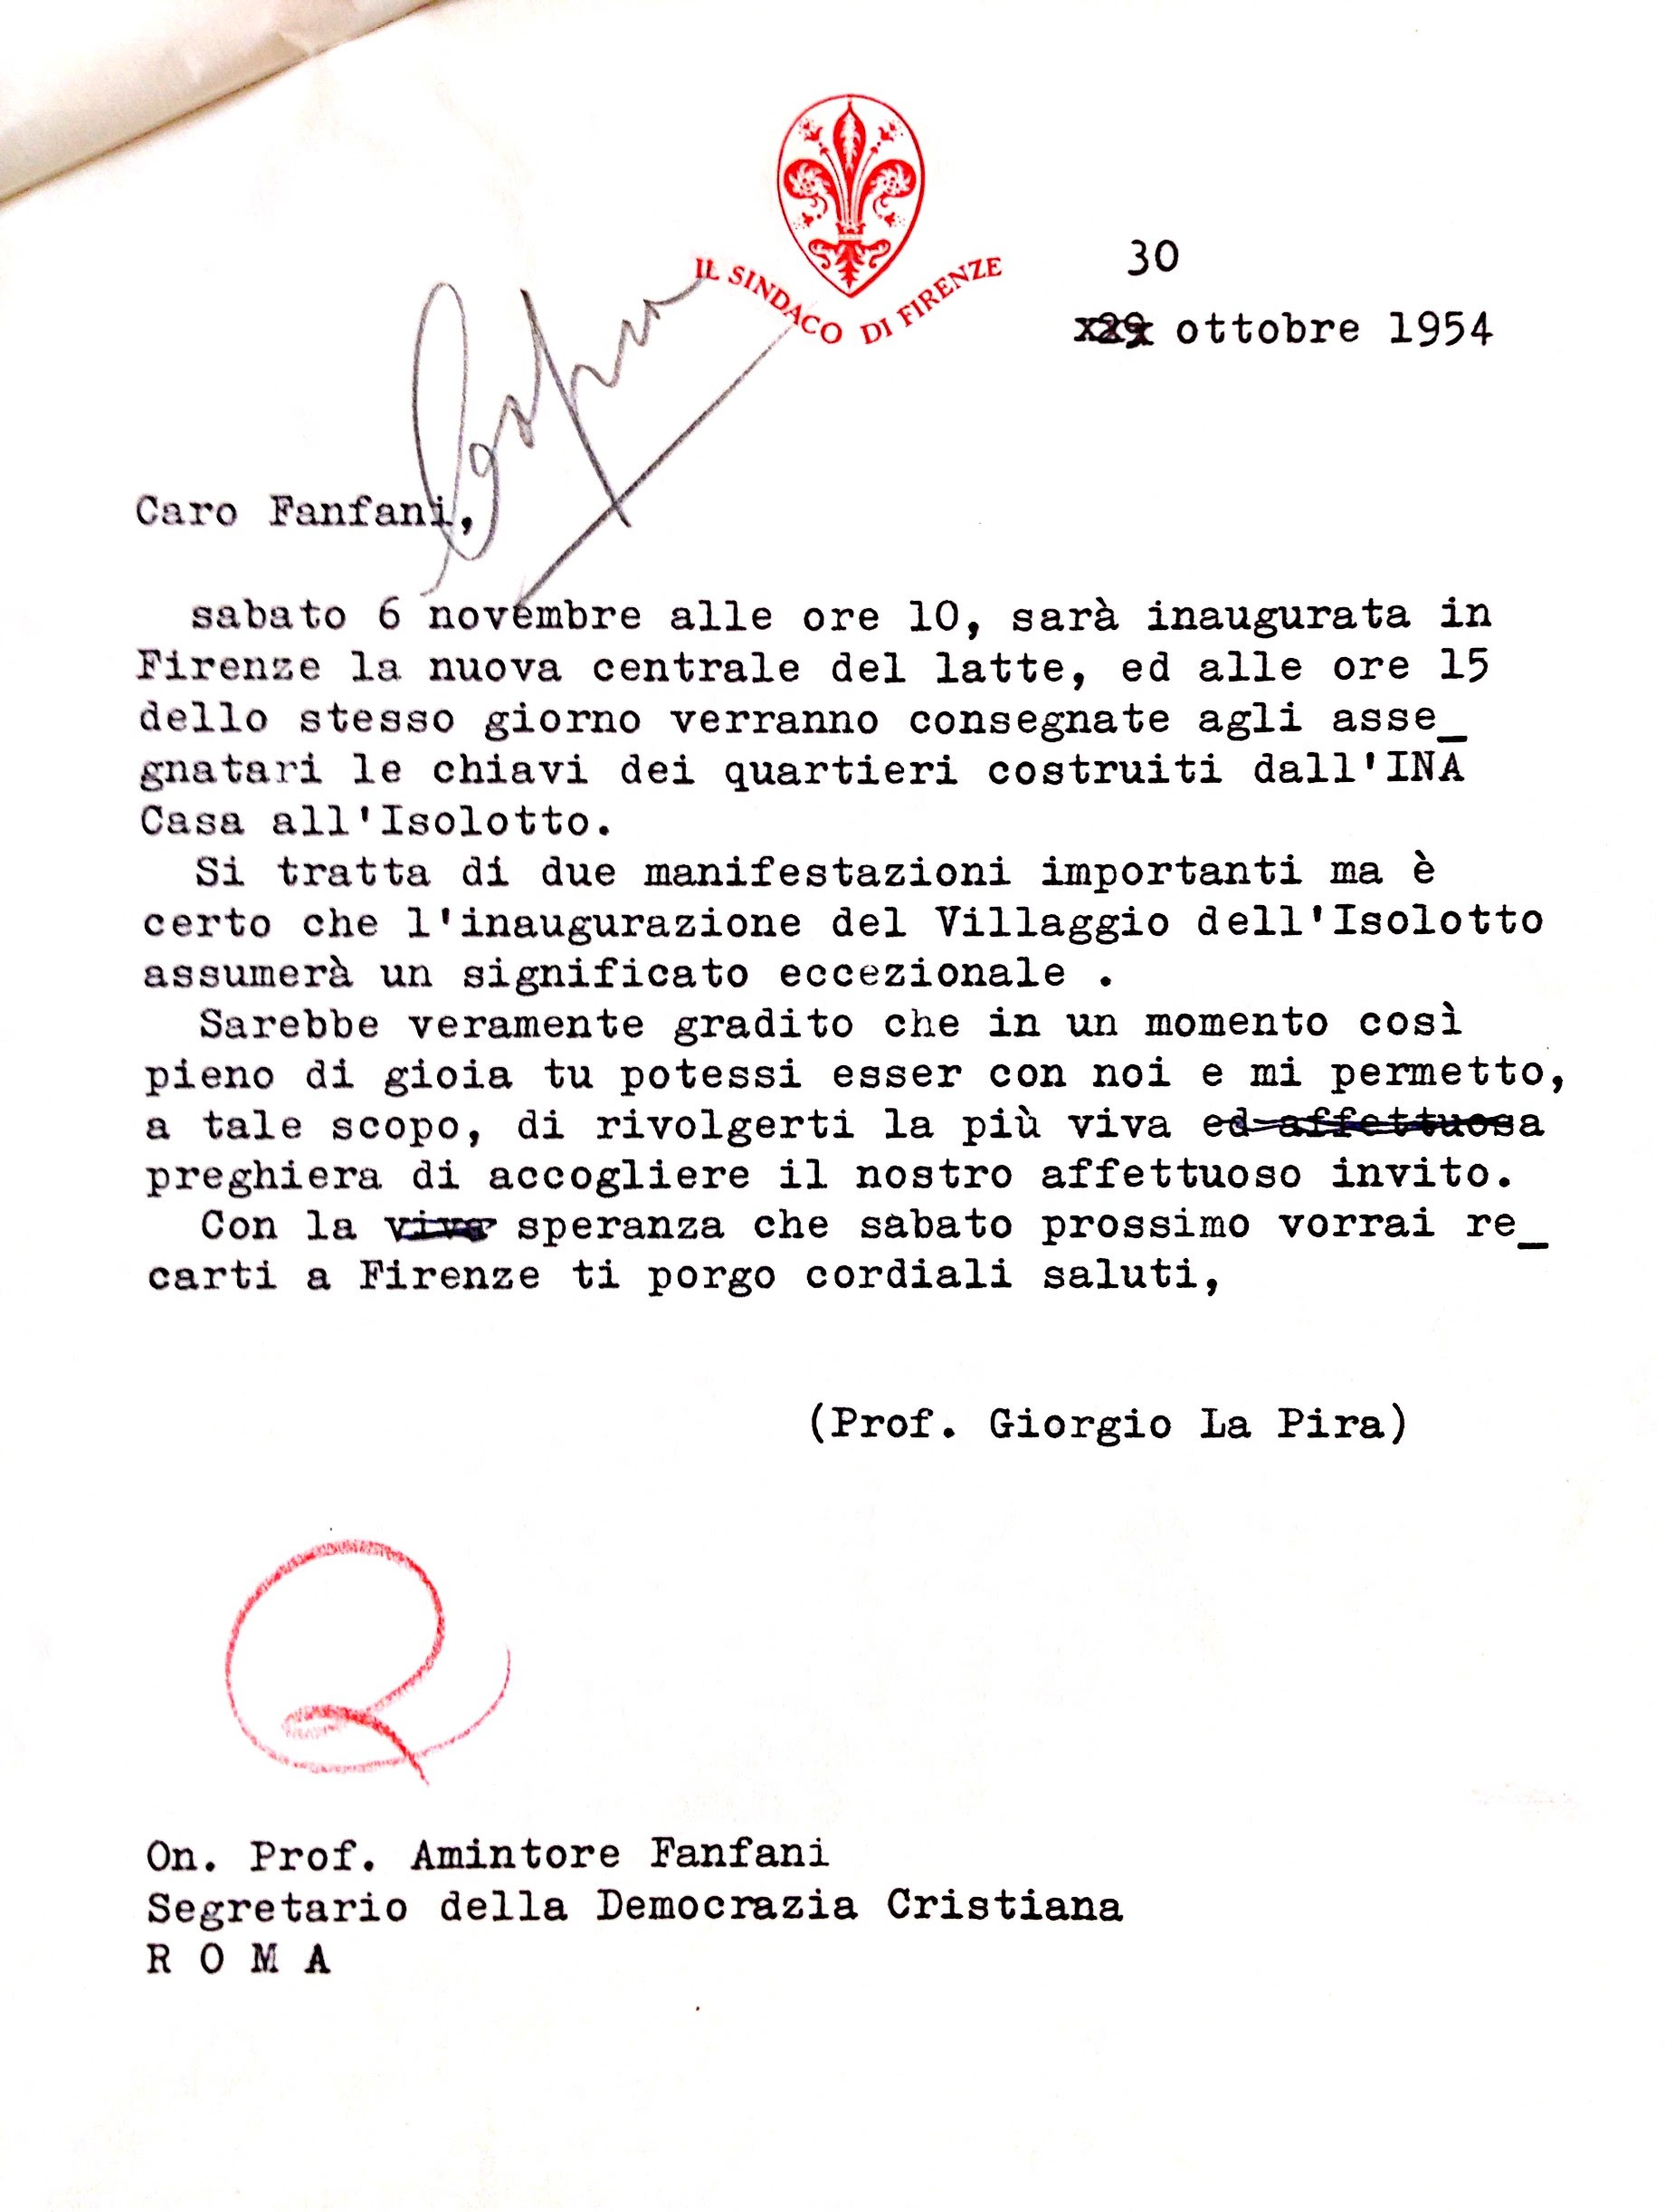 IL SINDACO DI FIRENZE
30
x29x ottobre 1954
Caro Fanfani,
sabato 6 novembre alle ore 10, sarà inaugurata in
Firenze la nuova centrale del latte, ed alle ore 15
dello stesso giorno verranno consegnate agli asse_
gnatari le chiavi dei quartieri costruiti dall'INA
Casa all'Isolotto.
Si tratta di due manifestazioni importanti ma è
certo che l'inaugurazione del Villaggio dell'Isolotto
assumerà un significato eccezionale .
Sarebbe veramente gradito che in un momento così
pieno di gioia tu potessi esser con noi e mi permetto,
a tale scopo, di rivolgerti la più viva ed affettuosa
preghiera di accogliere il nostro affettuoso invito.
Con la viva speranza che sabato prossimo vorrai re_
carti a Firenze ti porgo cordiali saluti,
(Prof. Giorgio La Pira)
On. Prof. Amintore Fanfani
Segretario della Democrazia Cristiana
R O M A